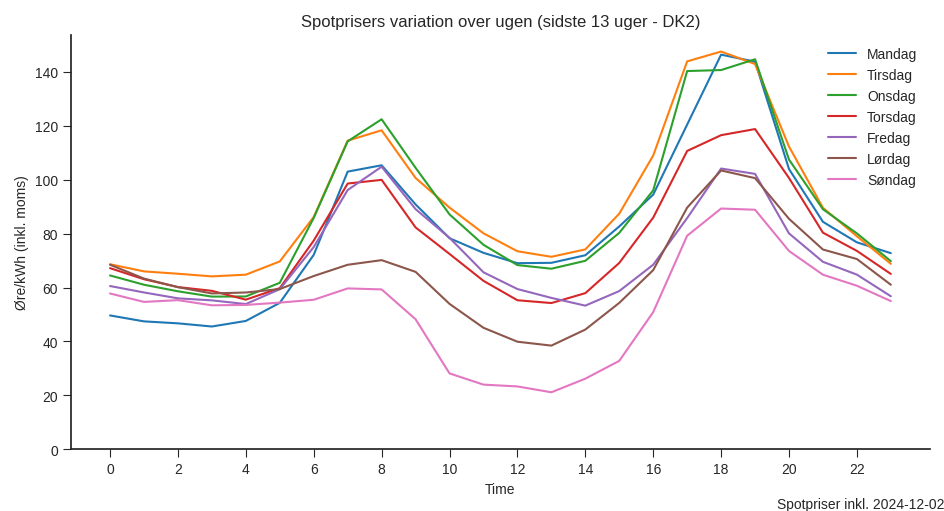 Spotprisers variation over ugen (sidste 13 uger - DK2)
Mandag
Tirsdag
Onsdag
Torsdag
Fredag
Lørdag
Søndag
Øre/kWh (inkl. moms)
140
120
100
80
60
40
20
0
0 2 4 6 8 10 12 14 16 18 20 22
Time
Spotpriser inkl. 2024-12-02